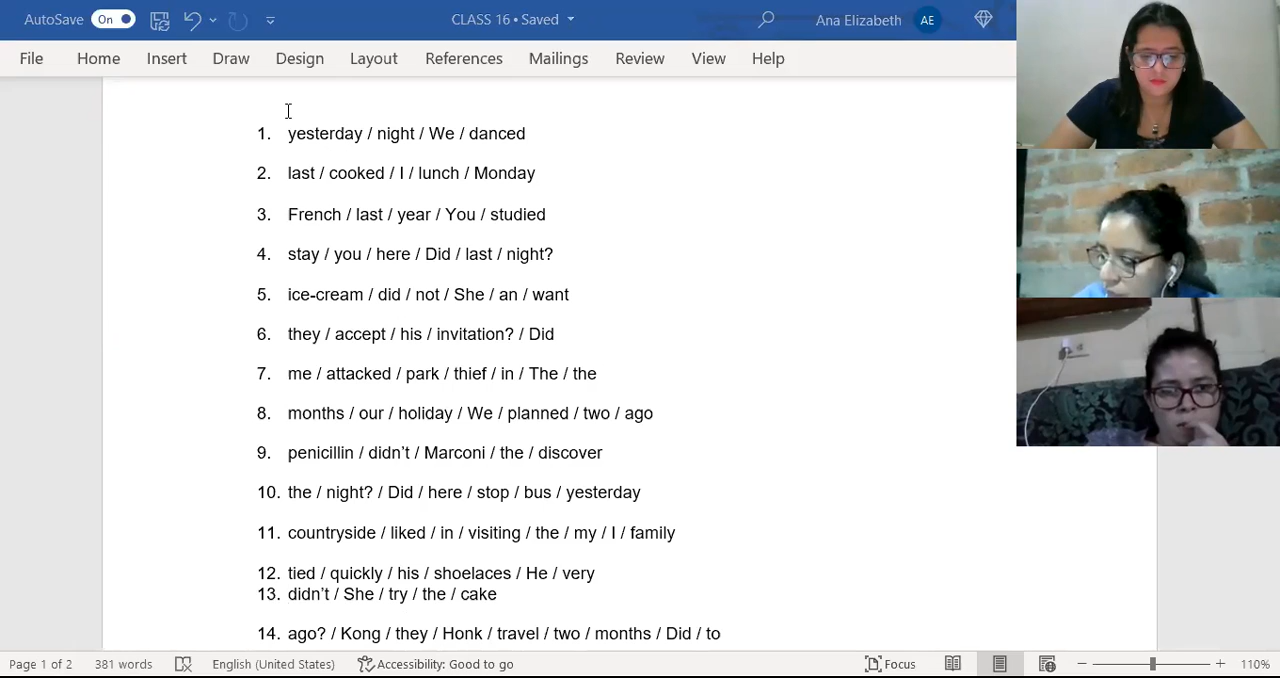 AutoSave On CLASS 16 • Saved Ana Elizabeth AE
File Home Insert Draw Design Layout References Mailings Review View Help
1. yesterday / night / We / danced
2. last / cooked / I / lunch / Monday
3. French / last / year / You / studied
4. stay / you / here / Did / last / night?
5. ice-cream / did / not / She / an / want
6. they / accept / his / invitation? / Did
7. me / attacked / park / thief / in / The / the
8. months / our / holiday / We / planned / two / ago
9. penicillin / didn’t / Marconi / the / discover
10. the / night? / Did / here / stop / bus / yesterday
11. countryside / liked / in / visiting / the / my / I / family
12. tied / quickly / his / shoelaces / He / very
13. didn’t / She / try / the / cake
14. ago? / Kong / they / Honk / travel / two / months / Did / to
Page 1 of 2 381 words English (United States) Accessibility: Good to go Focus 110%